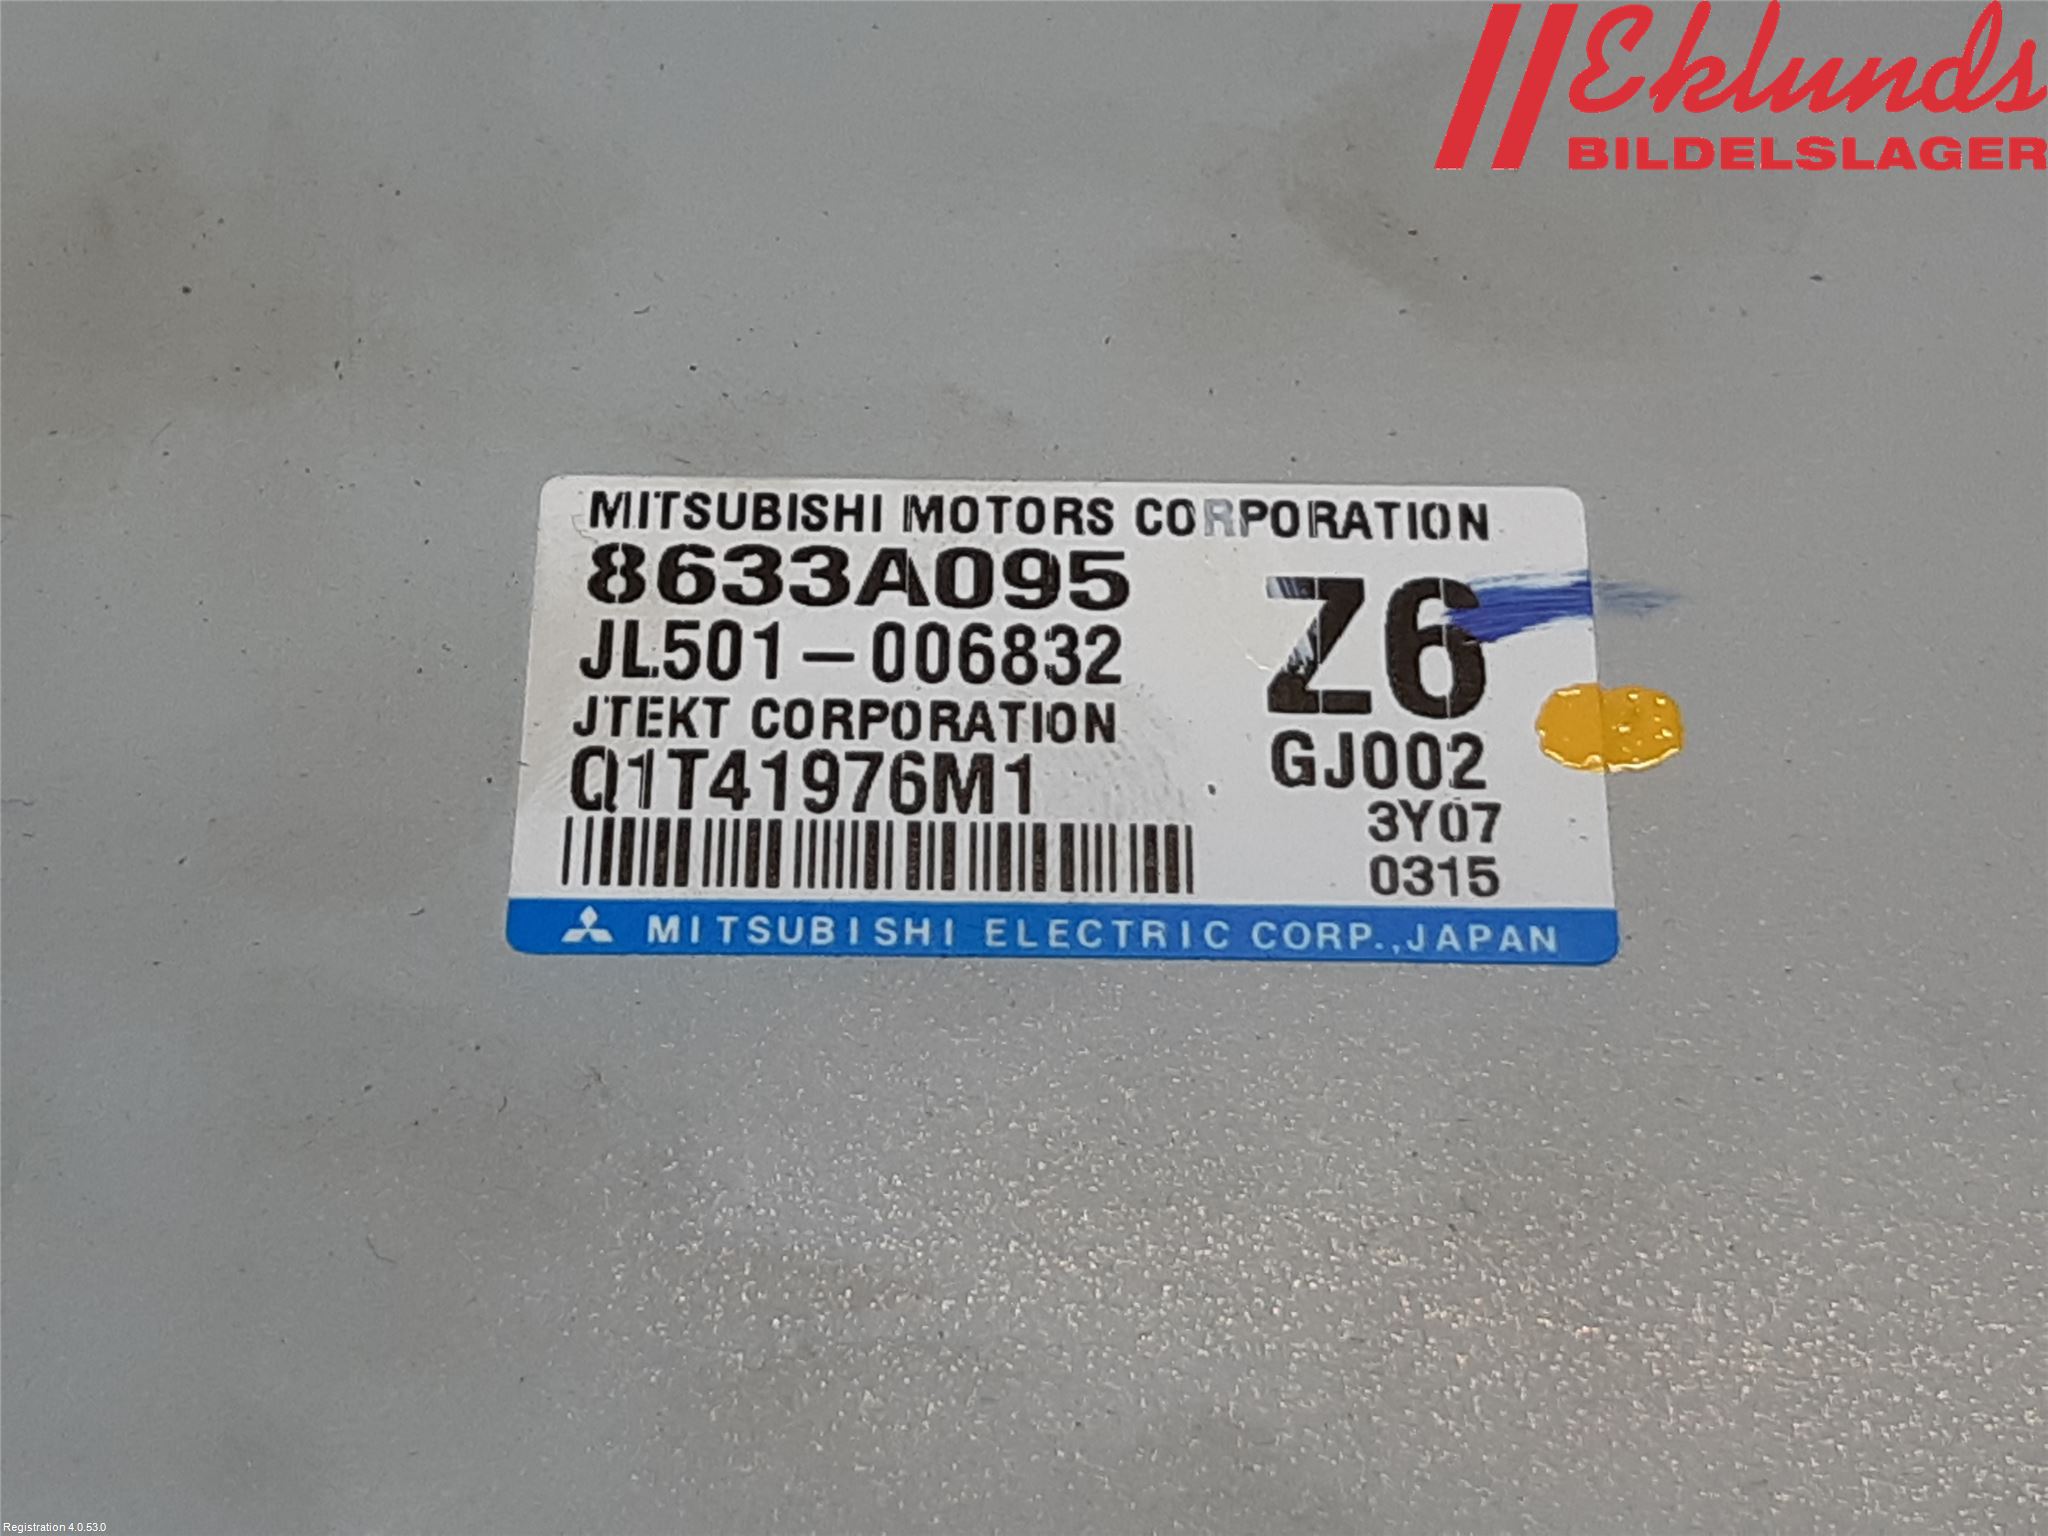 Eklunds
BILDELSLAGER
MITSUBISHI MOTORS CORPORATION
8633A095
JL501-006832
Z6
JTEKT CORPORATION
Q1T41976M1
GJ002
3Y07
0315
MITSUBISHI ELECTRIC CORP.,JAPAN
Registration 4.0.53.0